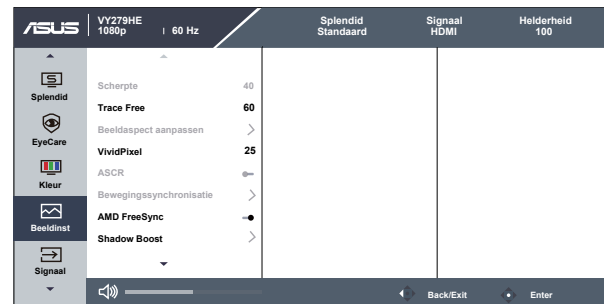 ASUS
VY279HE
1080p | 60 Hz
Splendid
Standaard
Signaal
HDMI
Helderheid
100
Splendid
EyeCare
Kleur
Beeldinst
Signaal
Scherpte 40
Trace Free 60
Beeldaspect aanpassen
VividPixel 25
ASCR
Bewegingssynchronisatie
AMD FreeSync
Shadow Boost
Back/Exit
Enter